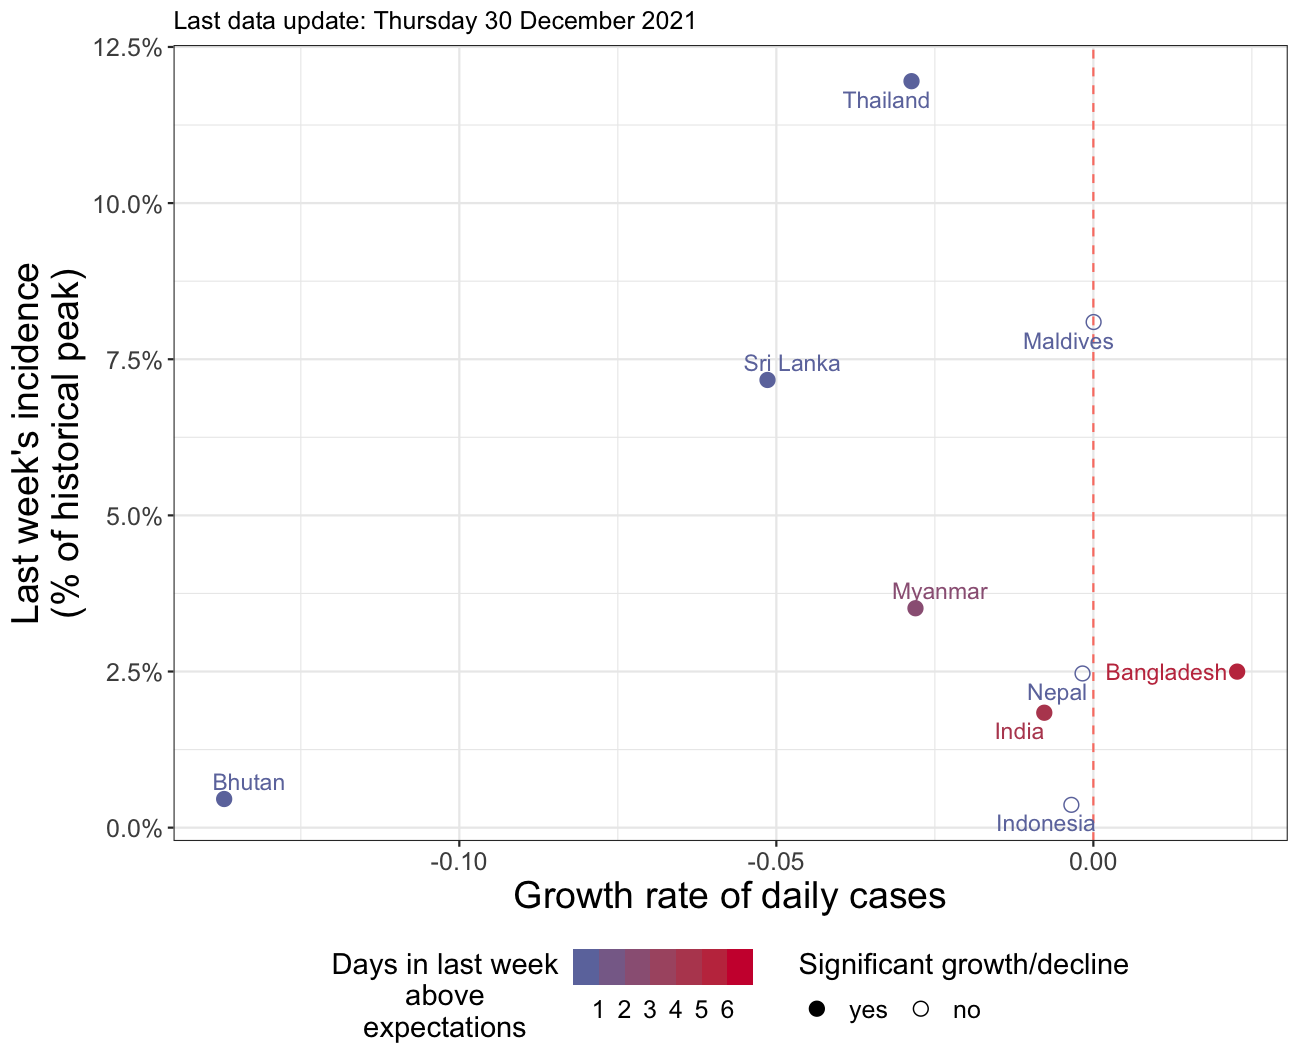 Last data update: Thursday 30 December 2021
12.5%
10.0%
7.5%
5.0%
2.5%
0.0%
Last week's incidence
(% of historical peak)
Thailand
Maldives
Sri Lanka
Myanmar
Bangladesh
Nepal
India
Bhutan
Indonesia
-0.10 -0.05 0.00
Growth rate of daily cases
Days in last week
above
expectations
1 2 3 4 5 6
Significant growth/decline
yes no